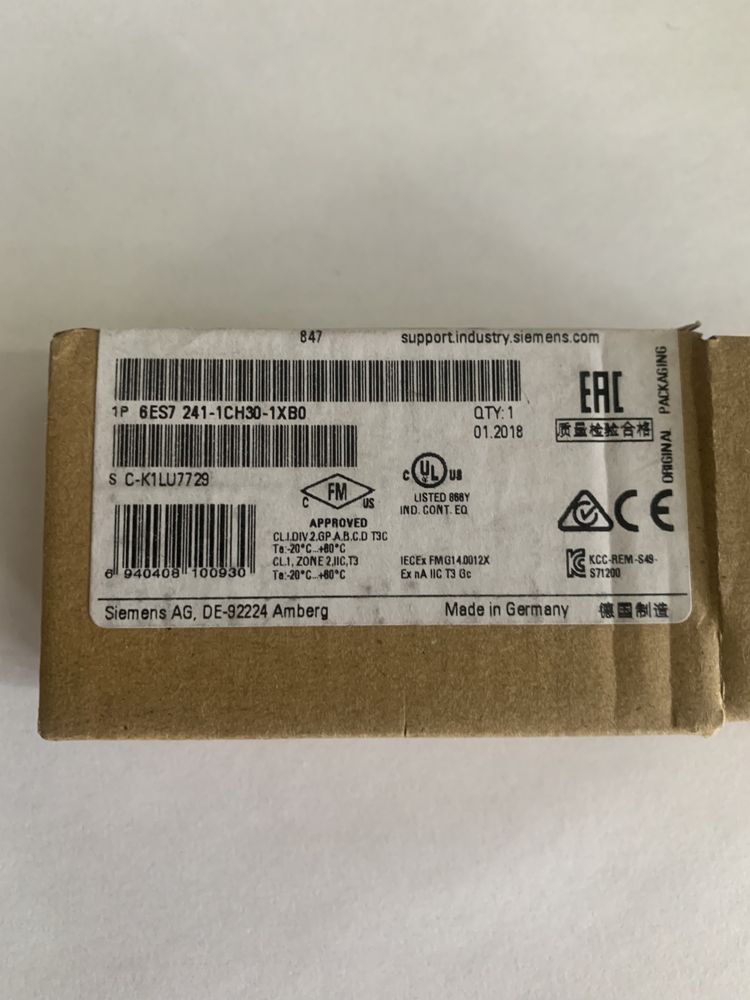 847
support.industry.siemens.com
1P 6ES7 241-1CH30-1XB0
QTY: 1
01.2018
S C-K1LU7729
EAC
质量检验合格
ORIGINAL PACKAGING
C FM US
APPROVED
CL.I,DIV.2,GP.A,B,C,D T3C
Ta:-20°C...+60°C
CL.1, ZONE 2,IIC,T3
Ta:-20°C...+60°C
C UL US
LISTED 866Y
IND. CONT. EQ
IECEx FMG14.0012X
Ex nA IIC T3 Gc
CE
KCC-REM-S49-
S71200
6 940408 100930
Siemens AG, DE-92224 Amberg
Made in Germany
德国制造